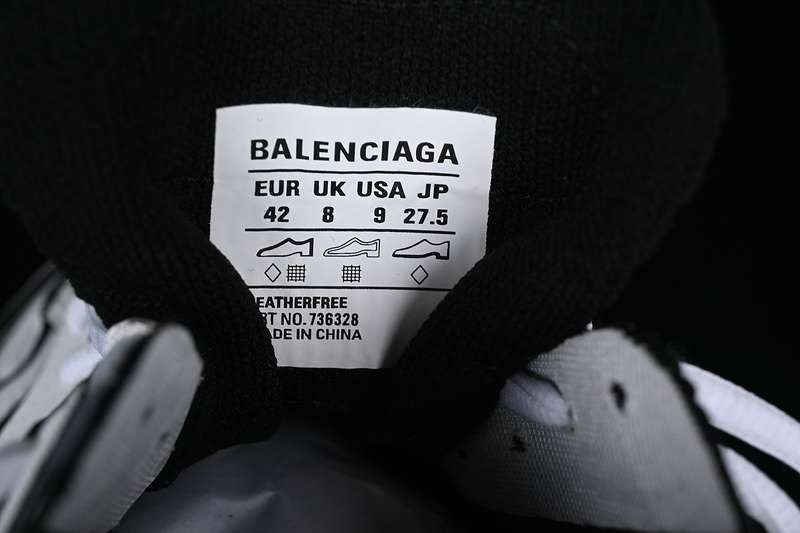 BALENCIAGA
EUR UK USA JP
42 8 9 27.5
EATHERFREE
RT NO. 736328
ADE IN CHINA